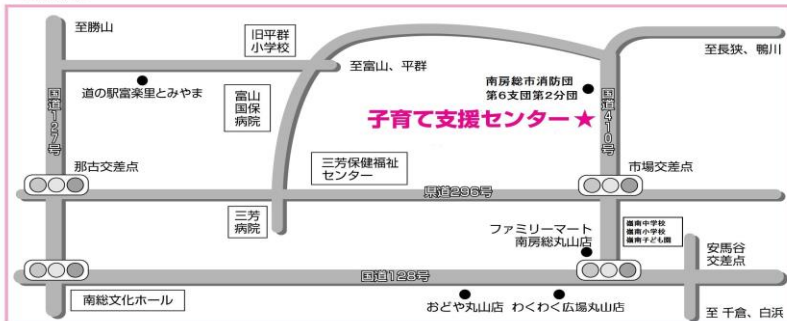 至勝山
旧平群
小学校
至富山、平群
至長狭、鴨川
道の駅富楽里とみやま
富山
国保
病院
南房総市消防団
第6支団第2分団
子育て支援センター★
国道127号
国道410号
那古交差点
三芳保健福祉
センター
市場交差点
県道296号
三芳
病院
ファミリーマート
南房総丸山店
嶺南中学校
嶺南小学校
嶺南子ども園
安馬谷
交差点
国道128号
南総文化ホール
おどや丸山店
わくわく広場丸山店
至 千倉、白浜